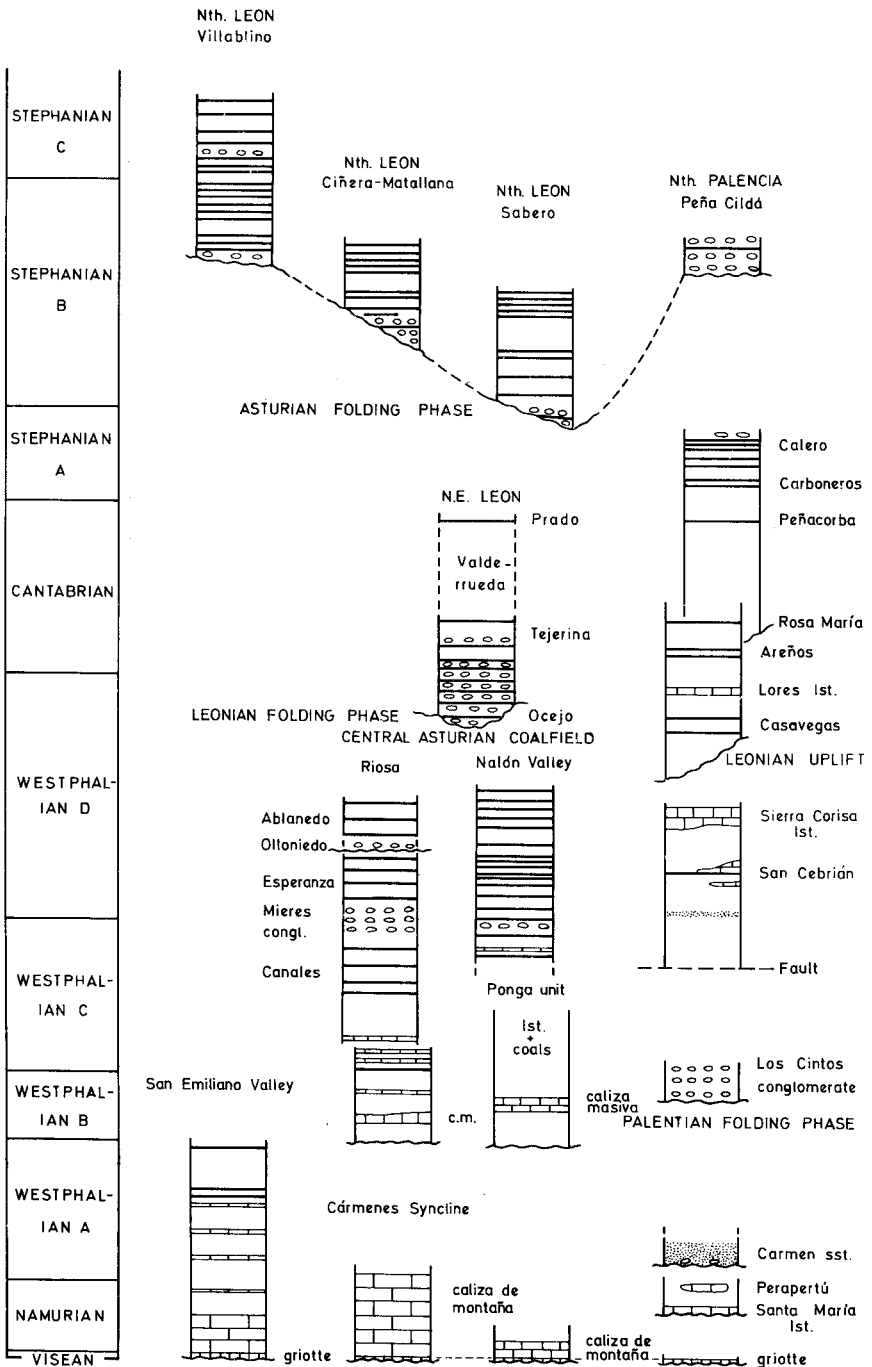 Nth. LEON
Villablino
STEPHANIAN
C
Nth. LEON
Ciñera-Matallana
Nth. LEON
Sabero
Nth. PALENCIA
Peña Cildá
STEPHANIAN
B
ASTURIAN FOLDING PHASE
STEPHANIAN
A
Calero
Carboneros
Peñacorba
N.E. LEON
Prado
Valde-
rrueda
CANTABRIAN
Tejerina
Rosa María
Areños
Lores lst.
Casavegas
LEONIAN FOLDING PHASE
Ocejo
CENTRAL ASTURIAN COALFIELD
LEONIAN UPLIFT
Riosa
Nalón Valley
WESTPHAL-
IAN D
Ablanedo
Olloniedo
Esperanza
Mieres
congl.
Canales
Sierra Corisa
lst.
San Cebrián
Fault
WESTPHAL-
IAN C
Ponga unit
lst.
+
coals
WESTPHAL-
IAN B
San Emiliano Valley
c.m.
caliza
masiva
Los Cintos
conglomerate
PALENTIAN FOLDING PHASE
WESTPHAL-
IAN A
Cármenes Syncline
Carmen sst.
NAMURIAN
caliza de
montaña
Perapertú
Santa María
lst.
VISEAN
griotte
caliza de
montaña
griotte